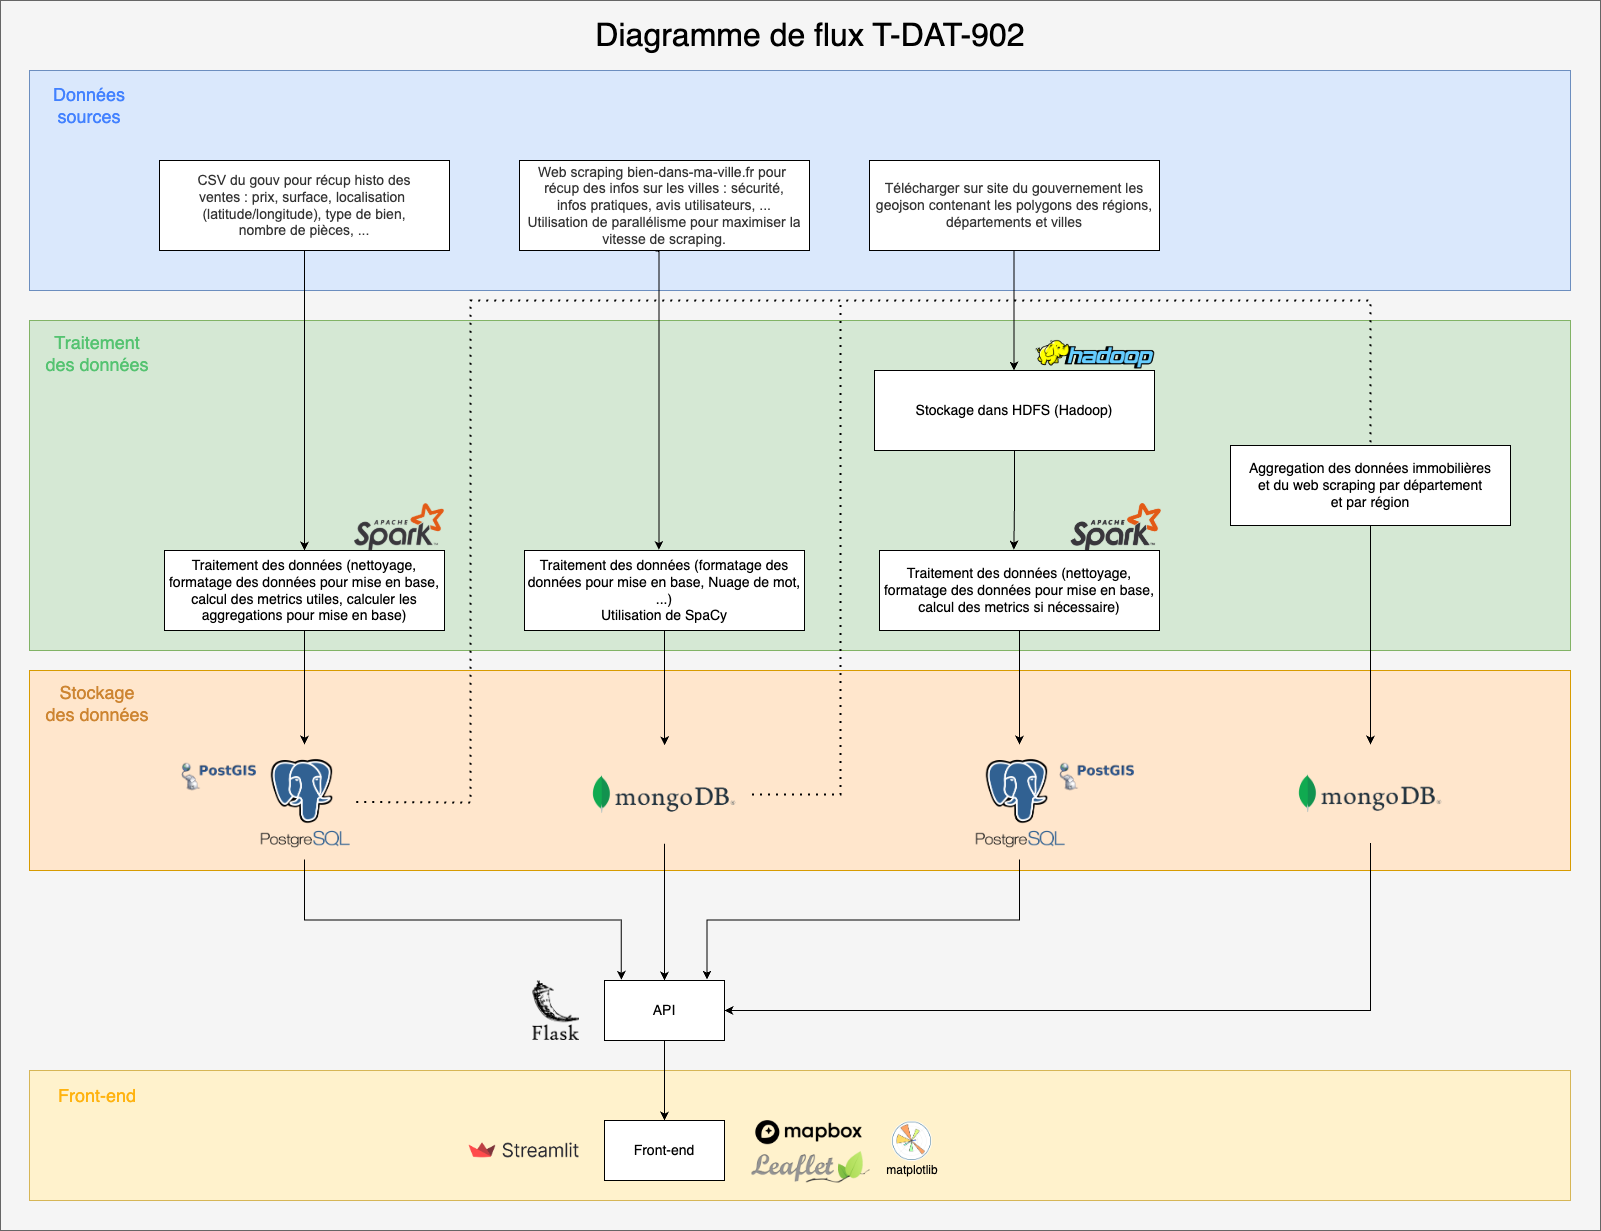 Diagramme de flux T-DAT-902
Données
sources
CSV du gouv pour récup histo des
ventes : prix, surface, localisation
(latitude/longitude), type de bien,
nombre de pièces, ...
Web scraping bien-dans-ma-ville.fr pour
récup des infos sur les villes : sécurité,
infos pratiques, avis utilisateurs, ...
Utilisation de parallélisme pour maximiser la
vitesse de scraping.
Télécharger sur site du gouvernement les
geojson contenant les polygons des régions,
départements et villes
Traitement
des données
hadoop
Stockage dans HDFS (Hadoop)
Aggregation des données immobilières
et du web scraping par département
et par région
APACHE
Spark™
Traitement des données (nettoyage,
formatage des données pour mise en base,
calcul des metrics utiles, calculer les
aggregations pour mise en base)
Traitement des données (formatage des
données pour mise en base, Nuage de mot,
...)
Utilisation de SpaCy
APACHE
Spark™
Traitement des données (nettoyage,
formatage des données pour mise en base,
calcul des metrics si nécessaire)
Stockage
des données
PostGIS
PostgreSQL
mongoDB
PostGIS
PostgreSQL
mongoDB
Flask
API
Front-end
Streamlit
Front-end
mapbox
Leaflet
matplotlib